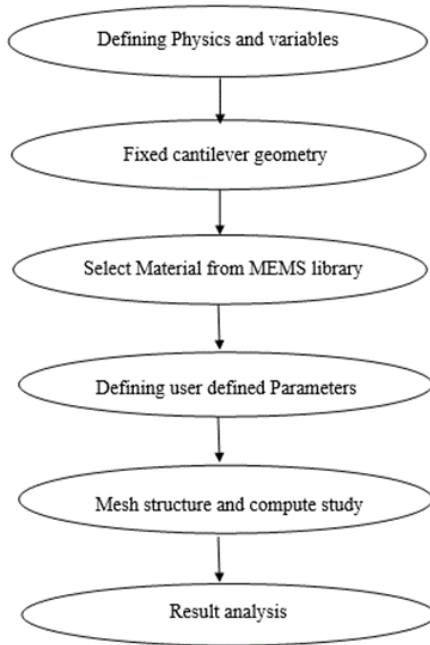 Defining Physics and variables
Fixed cantilever geometry
Select Material from MEMS library
Defining user defined Parameters
Mesh structure and compute study
Result analysis